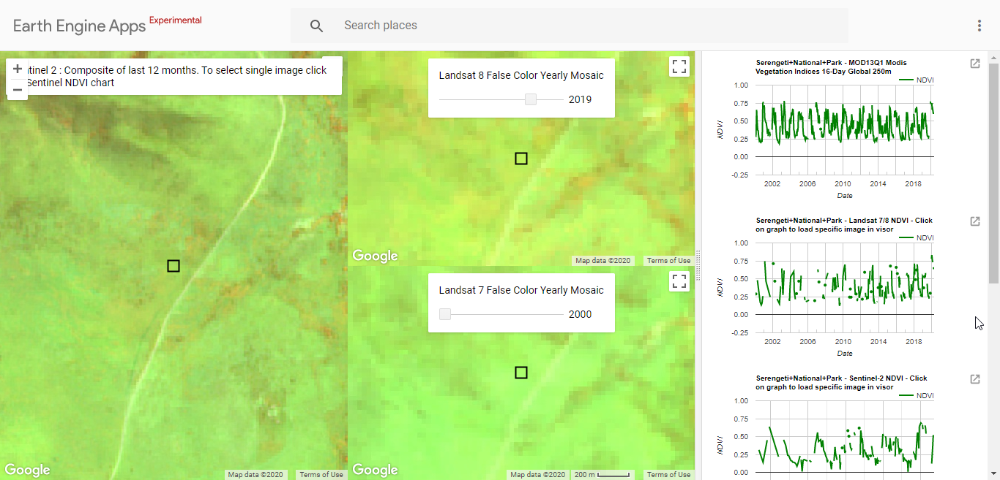 Earth Engine Apps Experimental
Search places
ntinel 2 : Composite of last 12 months. To select single image click
Sentinel NDVI chart
+
−
Google
Map data ©2020
Terms of Use
Landsat 8 False Color Yearly Mosaic
2019
Google
Map data ©2020
Terms of Use
Landsat 7 False Color Yearly Mosaic
2000
Google
Map data ©2020
200 m
Terms of Use
Serengeti+National+Park - MOD13Q1 Modis
Vegetation Indices 16-Day Global 250m
NDVI
1.00
0.75
0.50
0.25
0.00
-0.25
NDVI
2002 2006 2010 2014 2018
Date
Serengeti+National+Park - Landsat 7/8 NDVI - Click
on graph to load specific image in visor
NDVI
1.00
0.75
0.50
0.25
0.00
-0.25
NDVI
2002 2006 2010 2014 2018
Date
Serengeti+National+Park - Sentinel-2 NDVI - Click
on graph to load specific image in visor
NDVI
1.00
0.75
0.50
0.25
0.00
NDVI